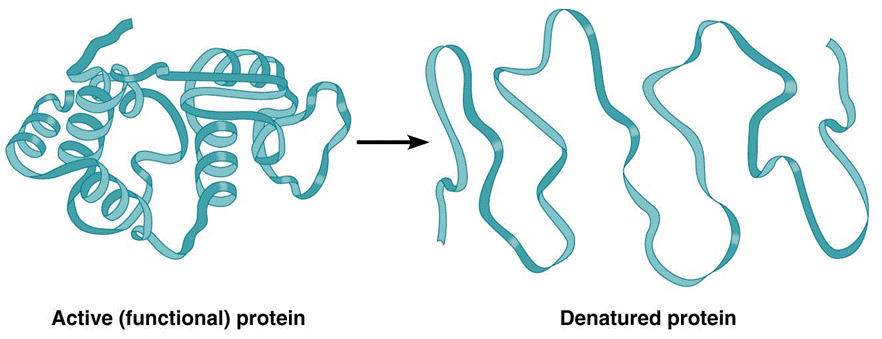 Active (functional) protein
Denatured protein